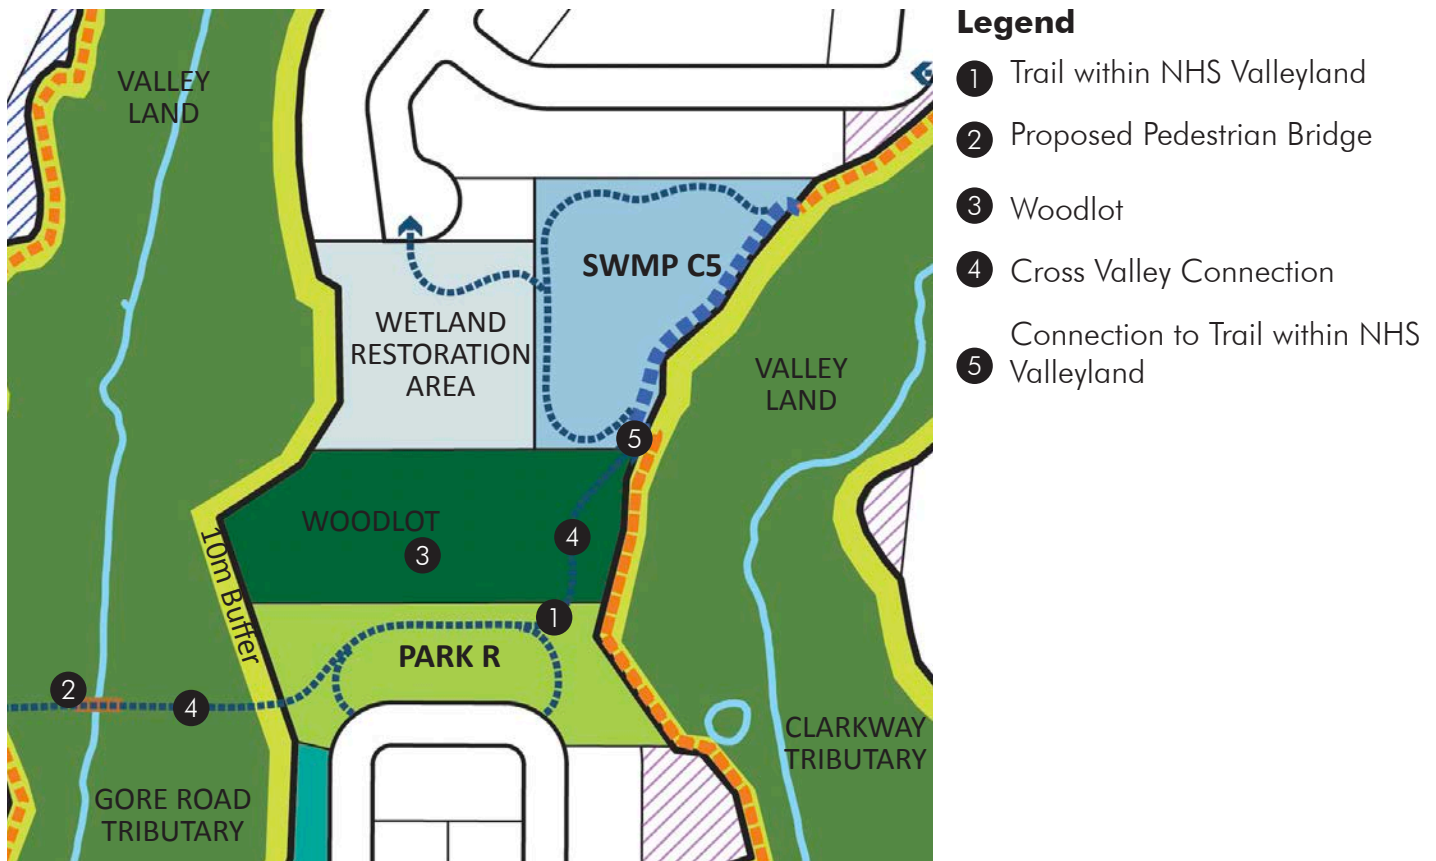 VALLEY
LAND
WETLAND
RESTORATION
AREA
SWMP C5
VALLEY
LAND
5
WOODLOT
3
4
10m Buffer
1
PARK R
2
4
CLARKWAY
TRIBUTARY
GORE ROAD
TRIBUTARY
Legend
1 Trail within NHS Valleyland
2 Proposed Pedestrian Bridge
3 Woodlot
4 Cross Valley Connection
5 Connection to Trail within NHS
Valleyland